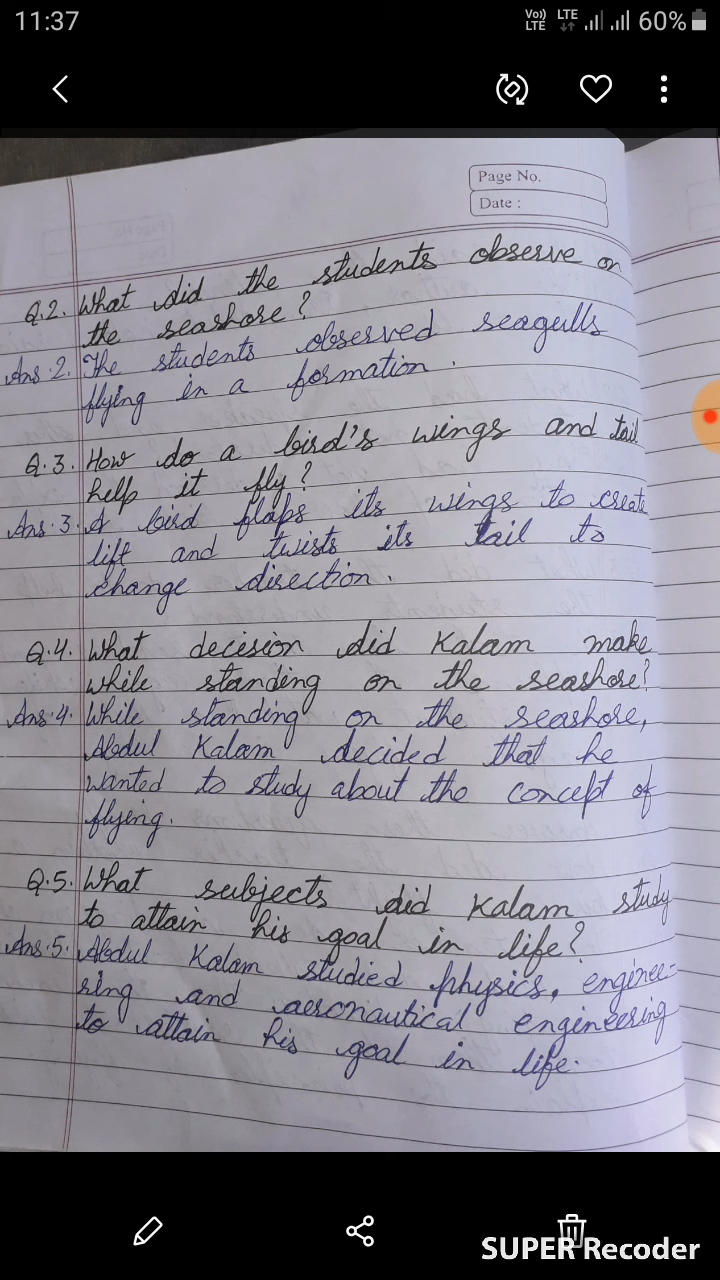 11:37
Vo)) LTE LTE 60%
Page No.
Date :
Q.2. What did the students observe on
the seashore?
Ans.2. The students observed seagulls
flying in a formation.
Q.3. How do a bird's wings and tail
help it fly?
Ans.3. A bird flaps its wings to create
lift and twists its tail to
change direction.
Q.4. What decision did Kalam make
while standing on the seashore?
Ans.4. While standing on the seashore,
Abdul Kalam decided that he
wanted to study about the concept of
flying.
Q.5. What subjects did Kalam study
to attain his goal in life?
Ans.5. Abdul Kalam studied physics, enginee-
ring and aeronautical engineering
to attain his goal in life.
SUPER Recoder